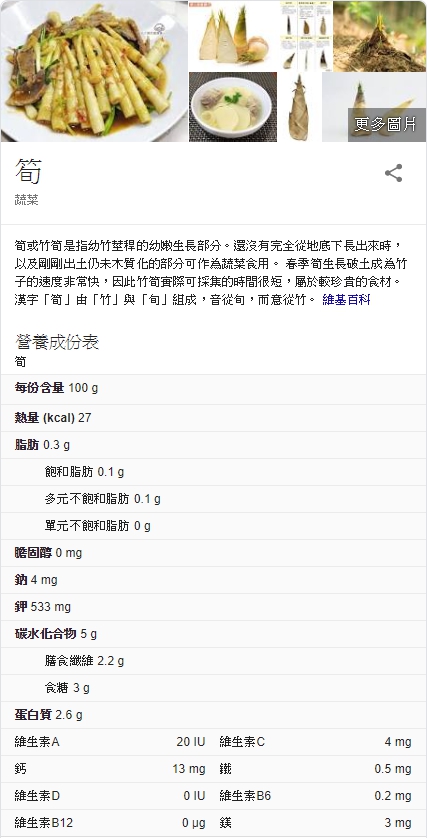 更多圖片
筍
蔬菜
筍或竹筍是指幼竹莖稈的幼嫩生長部分。還沒有完全從地底下長出來時，
以及剛剛出土仍未木質化的部分可作為蔬菜食用。 春季筍生長破土成為竹
子的速度非常快，因此竹筍實際可採集的時間很短，屬於較珍貴的食材。
漢字「筍」由「竹」與「旬」組成，音從旬，而意從竹。 維基百科
營養成份表
筍
每份含量 100 g
熱量 (kcal) 27
脂肪 0.3 g
飽和脂肪 0.1 g
多元不飽和脂肪 0.1 g
單元不飽和脂肪 0 g
膽固醇 0 mg
鈉 4 mg
鉀 533 mg
碳水化合物 5 g
膳食纖維 2.2 g
食糖 3 g
蛋白質 2.6 g
維生素A 20 IU 維生素C 4 mg
鈣 13 mg 鐵 0.5 mg
維生素D 0 IU 維生素B6 0.2 mg
維生素B12 0 µg 鎂 3 mg